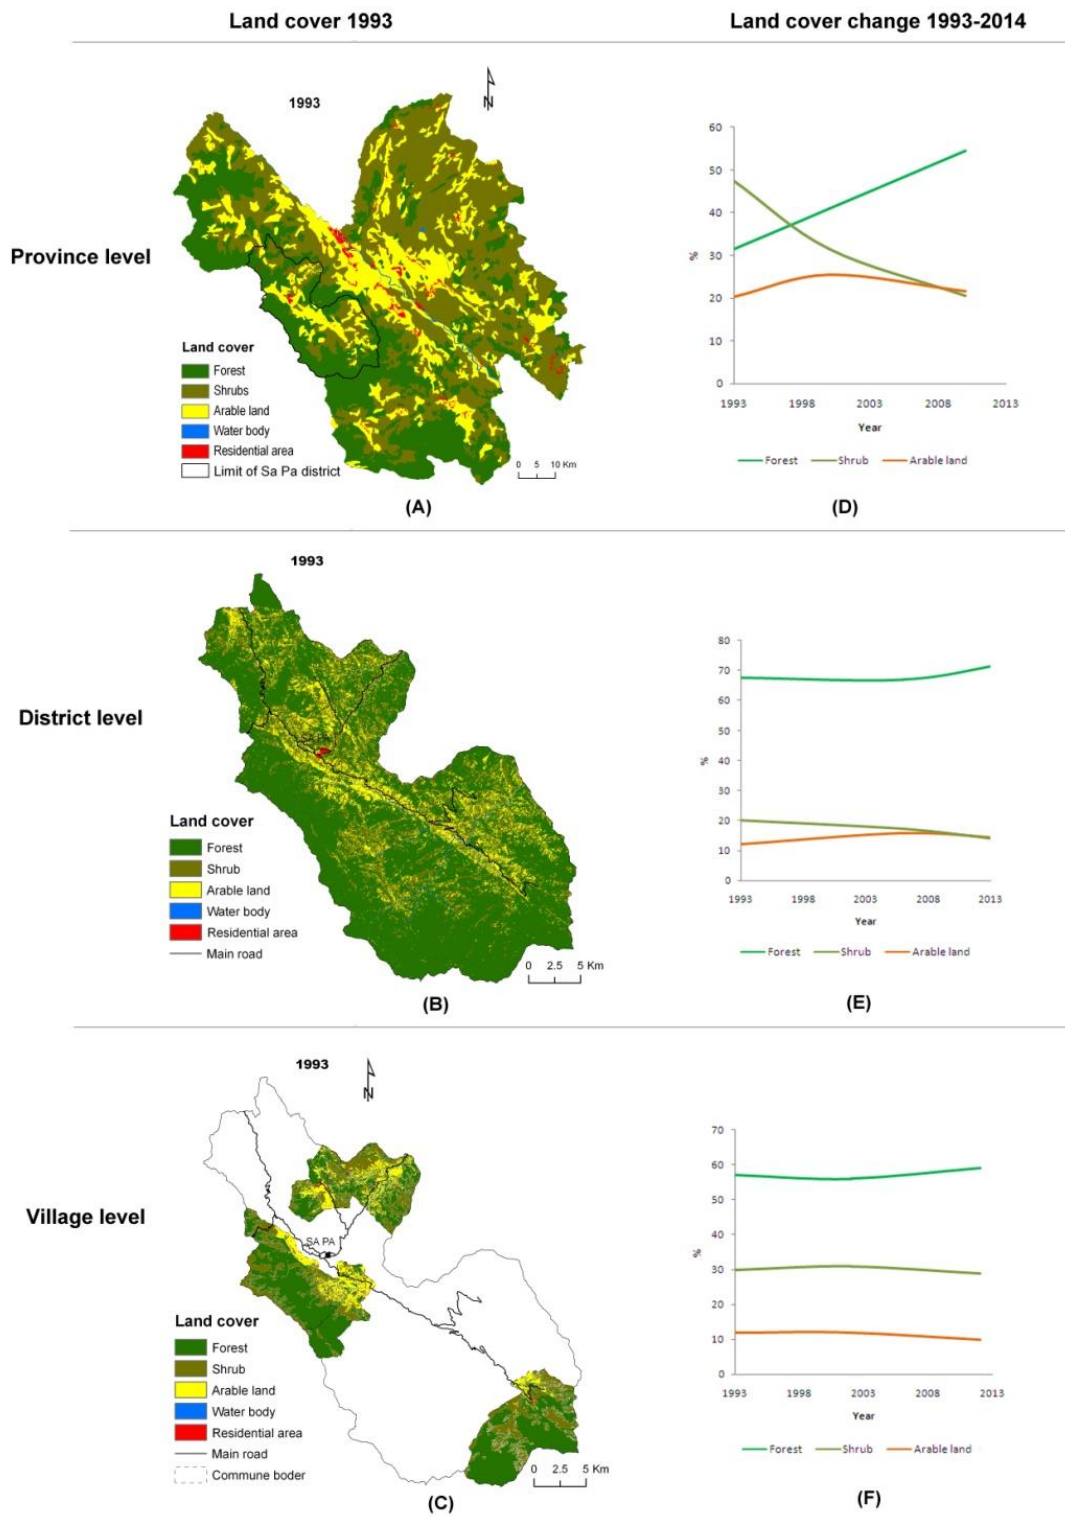 Land cover 1993
Land cover change 1993-2014
Province level
1993
N
Land cover
Forest
Shrubs
Arable land
Water body
Residential area
Limit of Sa Pa district
0 5 10 Km
(A)
60
50
40
30
20
10
0
%
1993 1998 2003 2008 2013
Year
Forest Shrub Arable land
(D)
District level
1993
SA PA
Land cover
Forest
Shrub
Arable land
Water body
Residential area
Main road
0 2.5 5 Km
(B)
80
70
60
50
40
30
20
10
0
%
1993 1998 2003 2008 2013
Year
Forest Shrub Arable land
(E)
Village level
1993
N
SA PA
Land cover
Forest
Shrub
Arable land
Water body
Residential area
Main road
Commune boder
0 2.5 5 Km
(C)
70
60
50
40
30
20
10
0
%
1993 1998 2003 2008 2013
Year
Forest Shrub Arable land
(F)